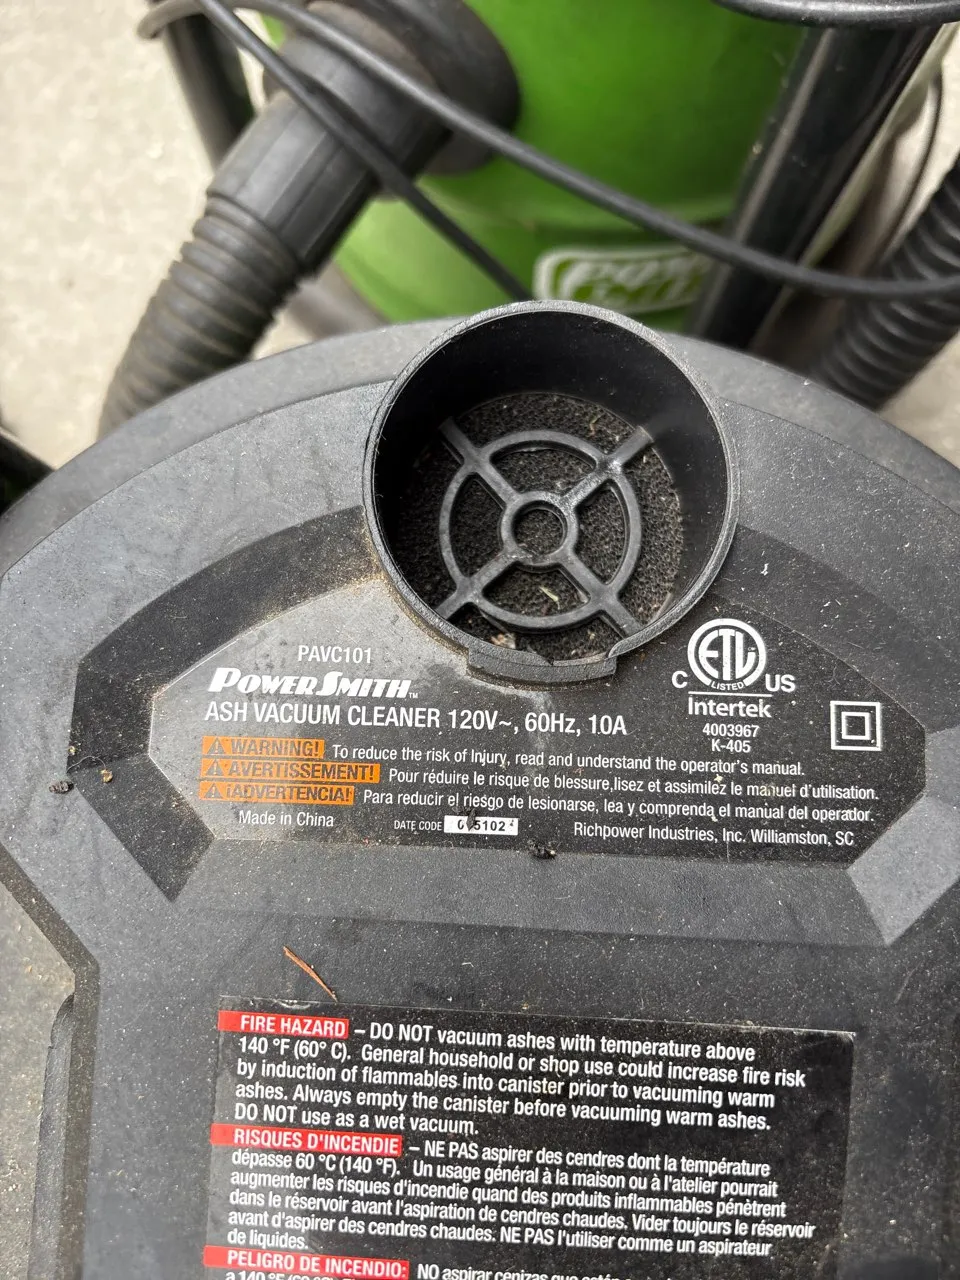 PAVC101
POWERSMITH™
ASH VACUUM CLEANER 120V~, 60Hz, 10A
C ETL LISTED US
Intertek
4003967
K-405
WARNING! To reduce the risk of Injury, read and understand the operator's manual.
AVERTISSEMENT! Pour réduire le risque de blessure,lisez et assimilez le manuel d'utilisation.
¡ADVERTENCIA! Para reducir el riesgo de lesionarse, lea y comprenda el manual del operador.
Made in China DATE CODE Richpower Industries, Inc. Williamston, SC
FIRE HAZARD – DO NOT vacuum ashes with temperature above
140 °F (60° C). General household or shop use could increase fire risk
by induction of flammables into canister prior to vacuuming warm
ashes. Always empty the canister before vacuuming warm ashes.
DO NOT use as a wet vacuum.
RISQUES D'INCENDIE – NE PAS aspirer des cendres dont la température
dépasse 60 °C (140 °F). Un usage général à la maison ou à l'atelier pourrait
augmenter les risques d'incendie quand des produits inflammables pénètrent
dans le réservoir avant l'aspiration de cendres chaudes. Vider toujours le réservoir
avant d'aspirer des cendres chaudes. NE PAS l'utiliser comme un aspirateur
de liquides.
PELIGRO DE INCENDIO: NO aspirar cenizas que